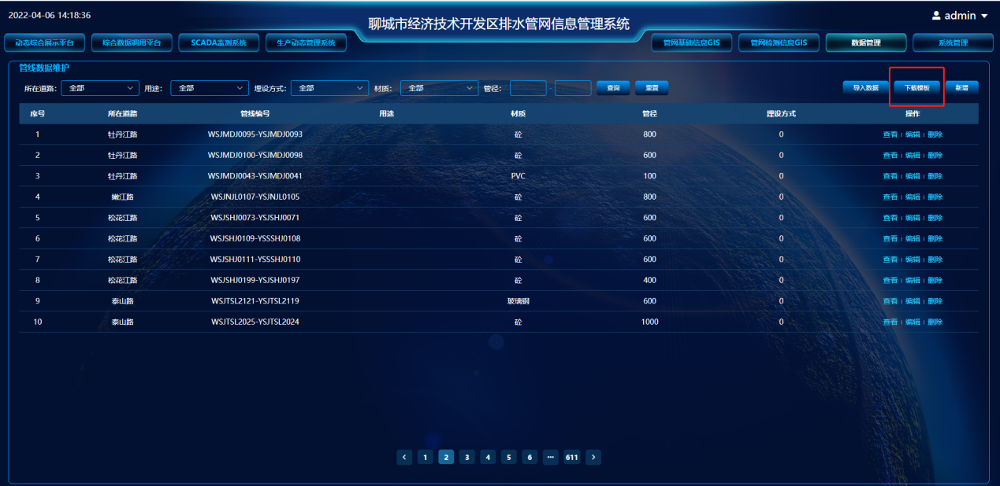 2022-04-06 14:18:36
聊城市经济技术开发区排水管网信息管理系统
admin
动态综合展示平台 综合数据调用平台 SCADA监测系统 生产动态管理系统 管网基础信息GIS 管网检测信息GIS 数据管理 系统管理
管线数据维护
所在道路: 全部 用途: 全部 埋设方式: 全部 材质: 全部 管径: - 查询 重置 导入数据 下载模板 新增
序号 所在道路 管线编号 用途 材质 管径 埋设方式 操作
1 牡丹江路 WSJMDJ0095-YSJMDJ0093 砼 800 0 查看 编辑 删除
2 牡丹江路 WSJMDJ0100-YSJMDJ0098 砼 600 0 查看 编辑 删除
3 牡丹江路 WSJMDJ0043-YSJMDJ0041 PVC 100 0 查看 编辑 删除
4 嫩江路 WSJNJL0107-YSJNJL0105 砼 800 0 查看 编辑 删除
5 松花江路 WSJSHJ0073-YSJSHJ0071 砼 600 0 查看 编辑 删除
6 松花江路 WSJSHJ0109-YSSSHJ0108 砼 600 0 查看 编辑 删除
7 松花江路 WSJSHJ0111-YSSSHJ0110 砼 600 0 查看 编辑 删除
8 松花江路 WSJSHJ0199-YSJSHJ0197 砼 400 0 查看 编辑 删除
9 泰山路 WSJTSL2121-YSJTSL2119 玻璃钢 600 0 查看 编辑 删除
10 泰山路 WSJTSL2025-YSJTSL2024 砼 1000 0 查看 编辑 删除
< 1 2 3 4 5 6 ··· 611 >